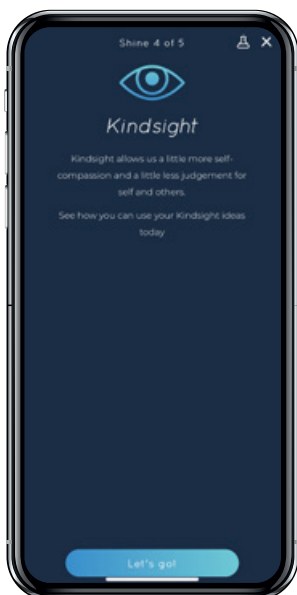 Shine 4 of 5
Kindsight
Kindsight allows us a little more self-
compassion and a little less judgement for
self and others.
See how you can use your Kindsight ideas
today
Let's go!